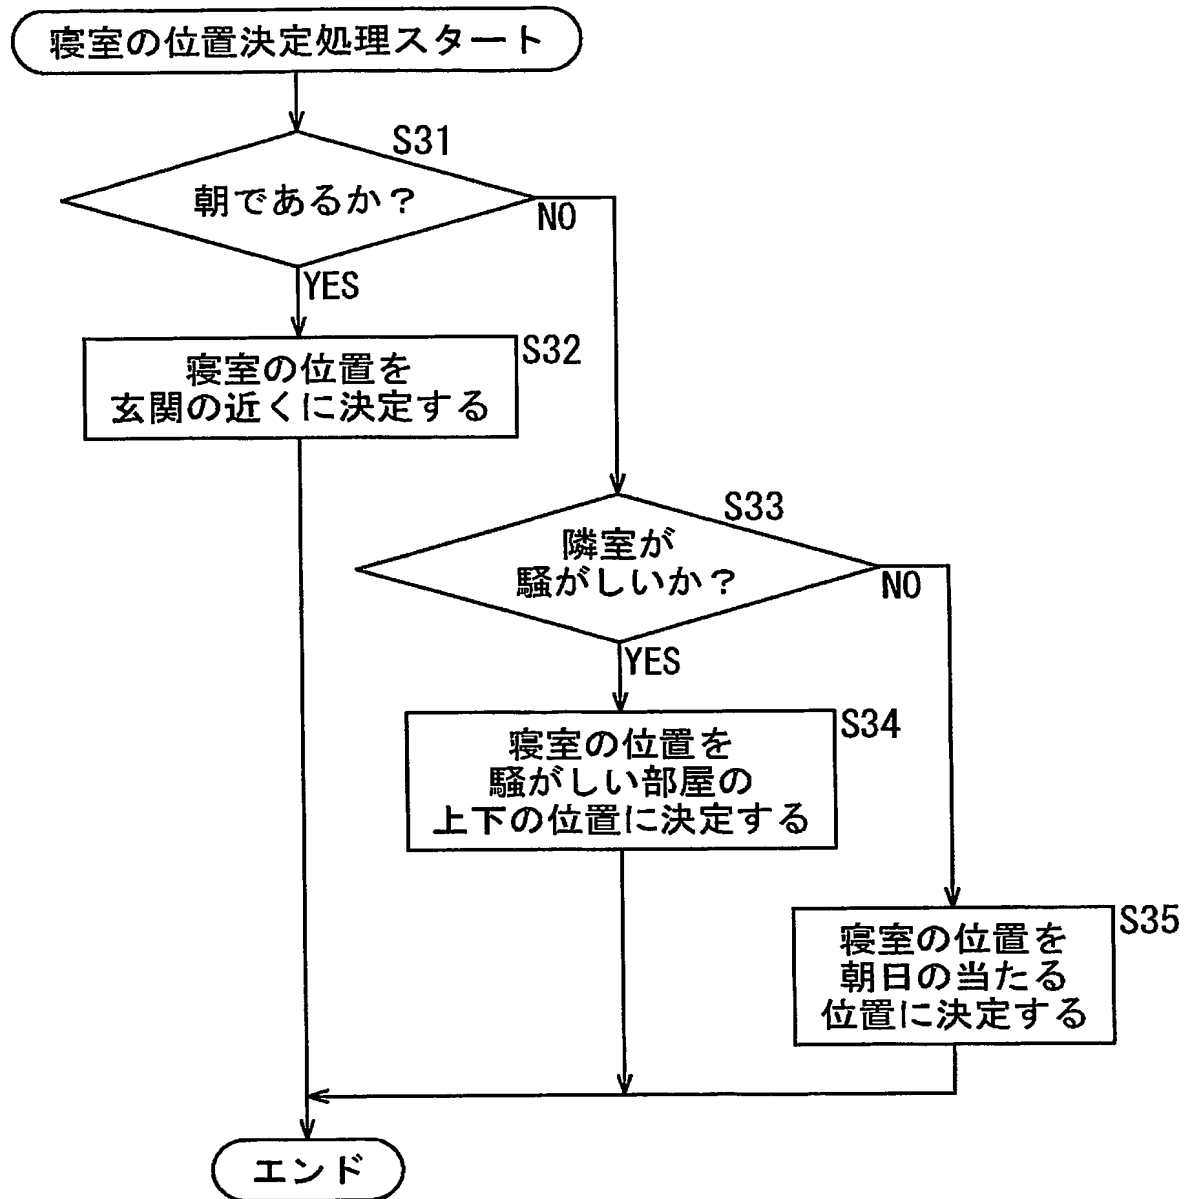 寝室の位置決定処理スタート
S31
朝であるか？
NO
YES
S32
寝室の位置を
玄関の近くに決定する
S33
隣室が
騒がしいか？
NO
YES
S34
寝室の位置を
騒がしい部屋の
上下の位置に決定する
S35
寝室の位置を
朝日の当たる
位置に決定する
エンド